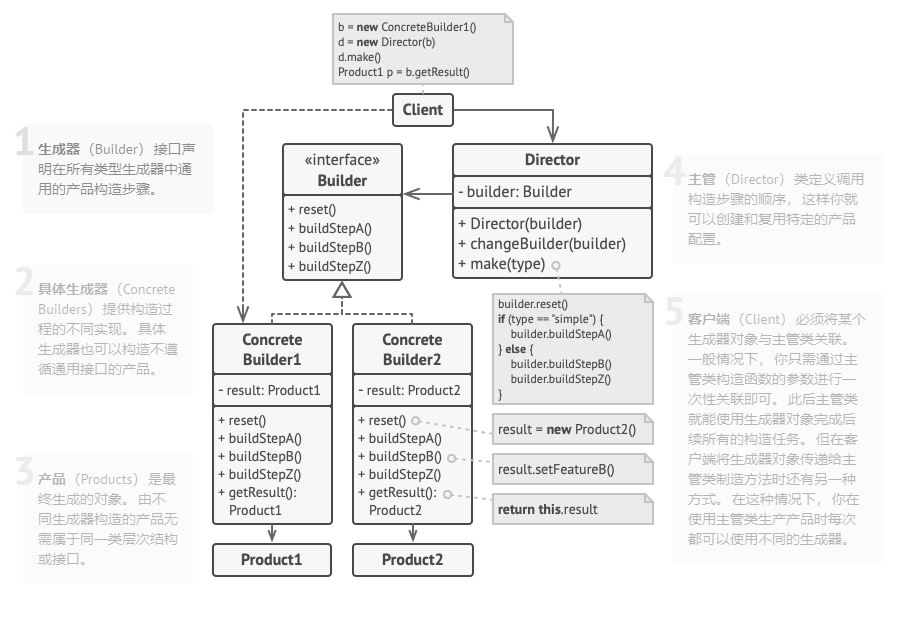 b = new ConcreteBuilder1()
d = new Director(b)
d.make()
Product1 p = b.getResult()
Client
1
生成器（Builder）接口声
明在所有类型生成器中通
用的产品构造步骤。
«interface»
Builder
+ reset()
+ buildStepA()
+ buildStepB()
+ buildStepZ()
Director
- builder: Builder
+ Director(builder)
+ changeBuilder(builder)
+ make(type)
4
主管（Director）类定义调用
构造步骤的顺序，这样你就
可以创建和复用特定的产品
配置。
2
具体生成器（Concrete
Builders）提供构造过
程的不同实现。具体
生成器也可以构造不遵
循通用接口的产品。
builder.reset()
if (type == "simple") {
builder.buildStepA()
} else {
builder.buildStepB()
builder.buildStepZ()
}
Concrete
Builder1
- result: Product1
+ reset()
+ buildStepA()
+ buildStepB()
+ buildStepZ()
+ getResult():
Product1
Concrete
Builder2
- result: Product2
+ reset()
+ buildStepA()
+ buildStepB()
+ buildStepZ()
+ getResult():
Product2
result = new Product2()
result.setFeatureB()
return this.result
3
产品（Products）是最
终生成的对象。由不
同生成器构造的产品无
需属于同一类层次结构
或接口。
Product1
Product2
5
客户端（Client）必须将某个
生成器对象与主管类关联。
一般情况下，你只需通过主
管类构造函数的参数进行一
次性关联即可。此后主管类
就能使用生成器对象完成后
续所有的构造任务。但在客
户端将生成器对象传递给主
管类制造方法时还有另一种
方式。在这种情况下，你在
使用主管类生产产品时每次
都可以使用不同的生成器。